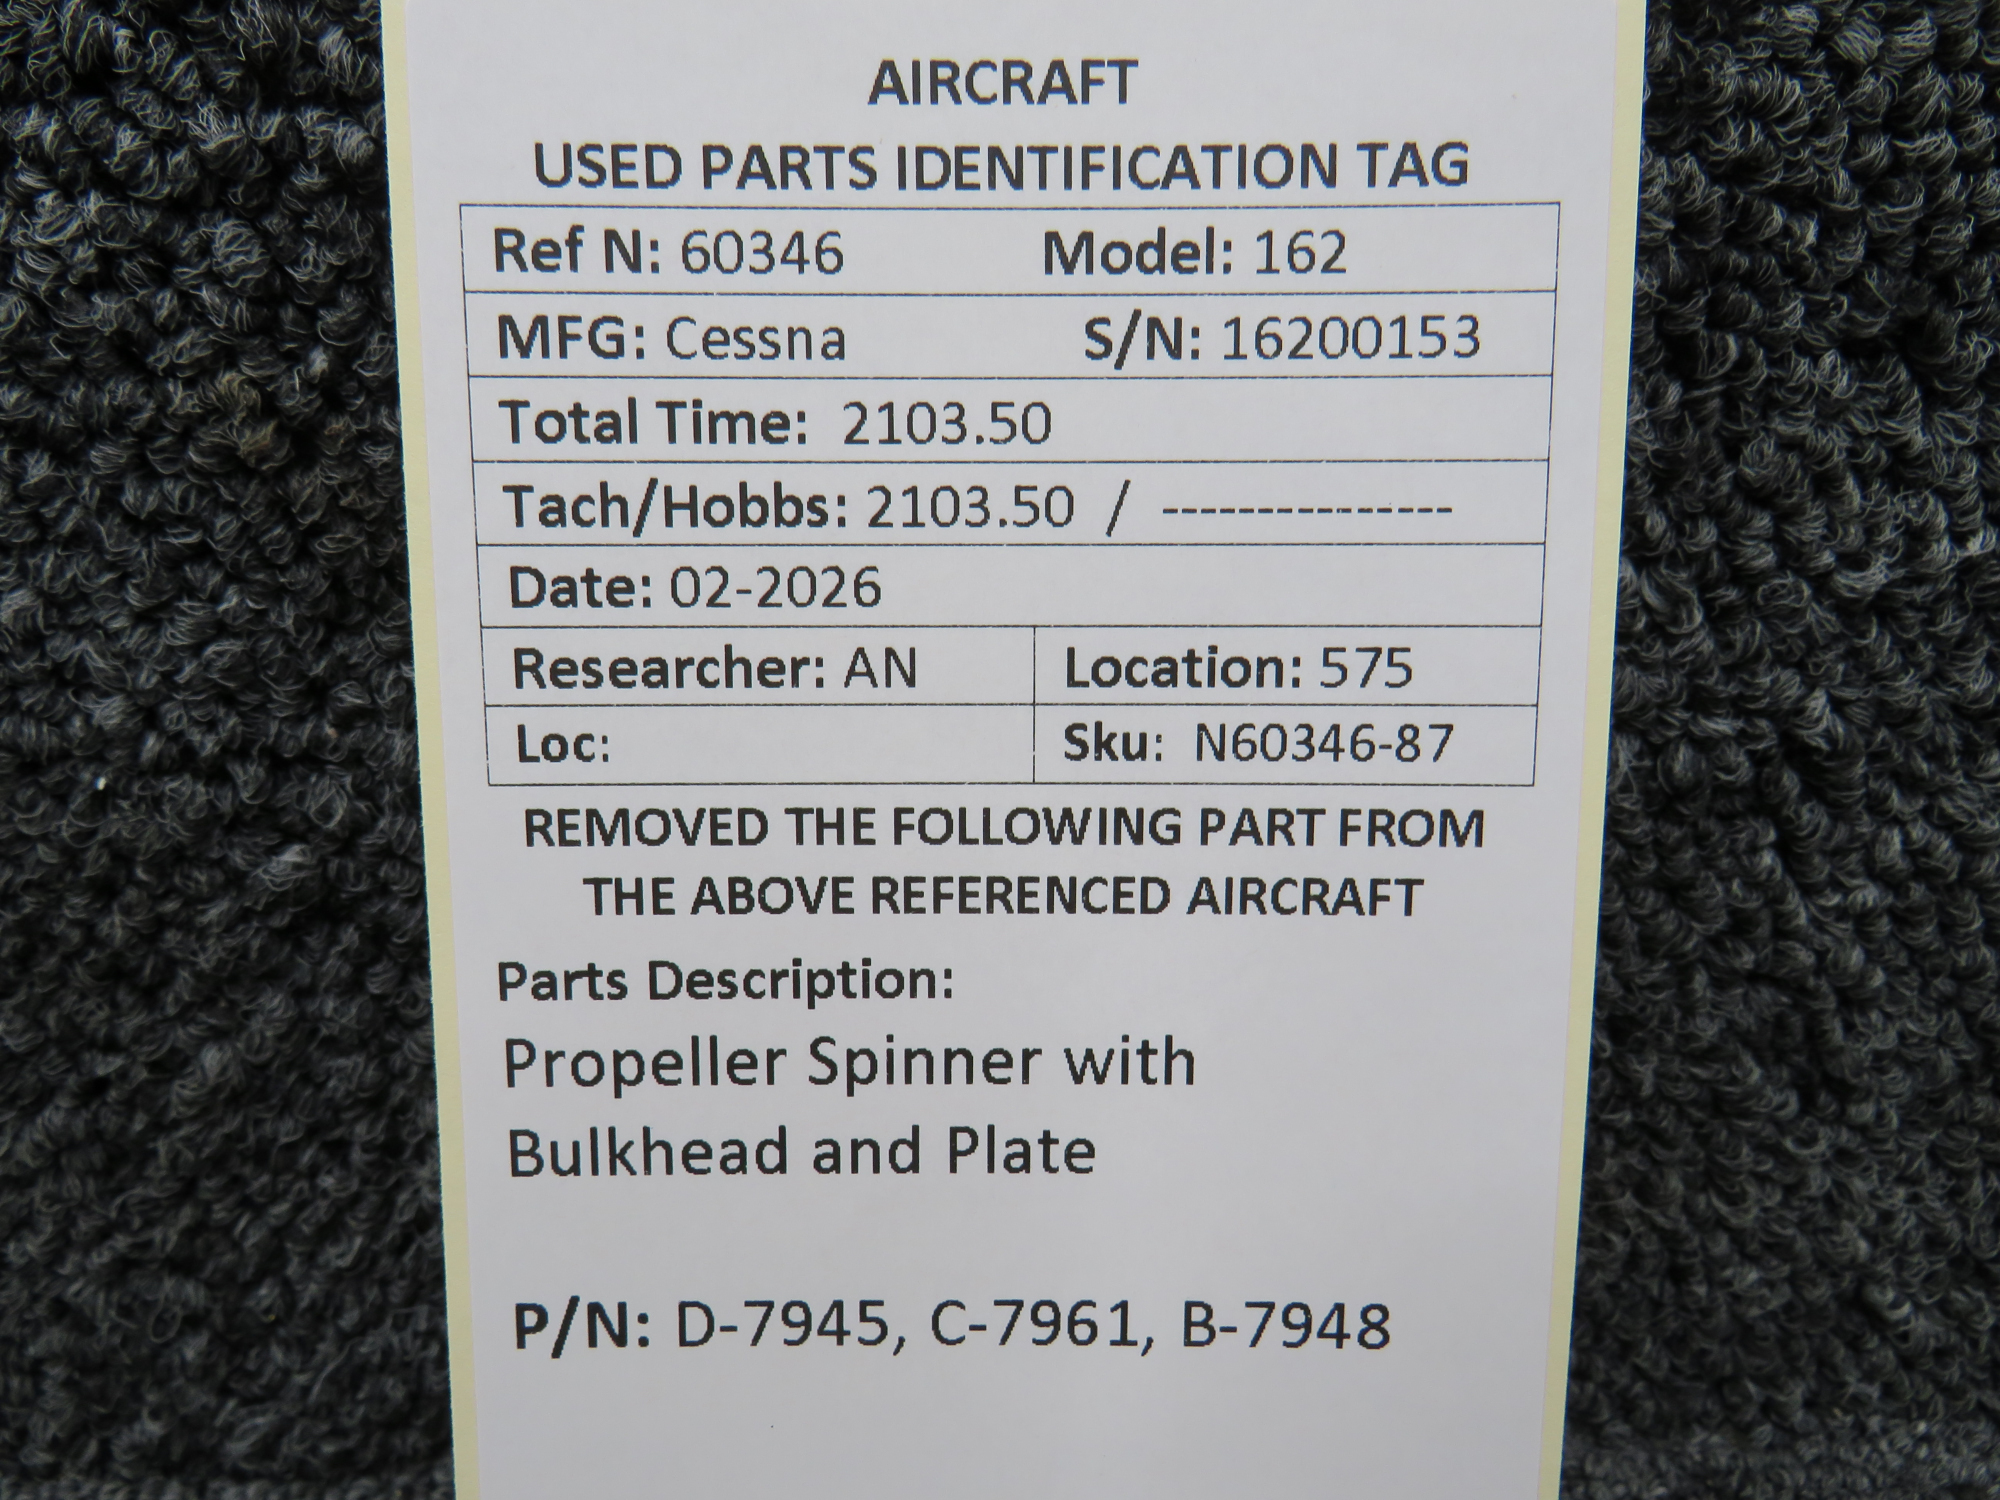 AIRCRAFT
USED PARTS IDENTIFICATION TAG
Ref N: 60346 Model: 162
MFG: Cessna S/N: 16200153
Total Time: 2103.50
Tach/Hobbs: 2103.50 / ---------------
Date: 02-2026
Researcher: AN Location: 575
Loc: Sku: N60346-87
REMOVED THE FOLLOWING PART FROM
THE ABOVE REFERENCED AIRCRAFT
Parts Description:
Propeller Spinner with
Bulkhead and Plate
P/N: D-7945, C-7961, B-7948